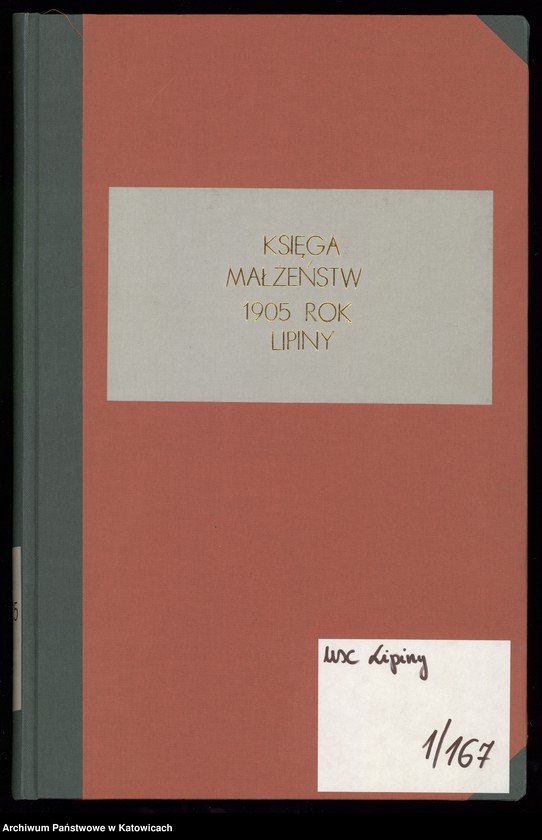 KSIĘGA
MAŁŻEŃSTW
1905 ROK
LIPINY
USC Lipiny
1/167
Archiwum Państwowe w Katowicach